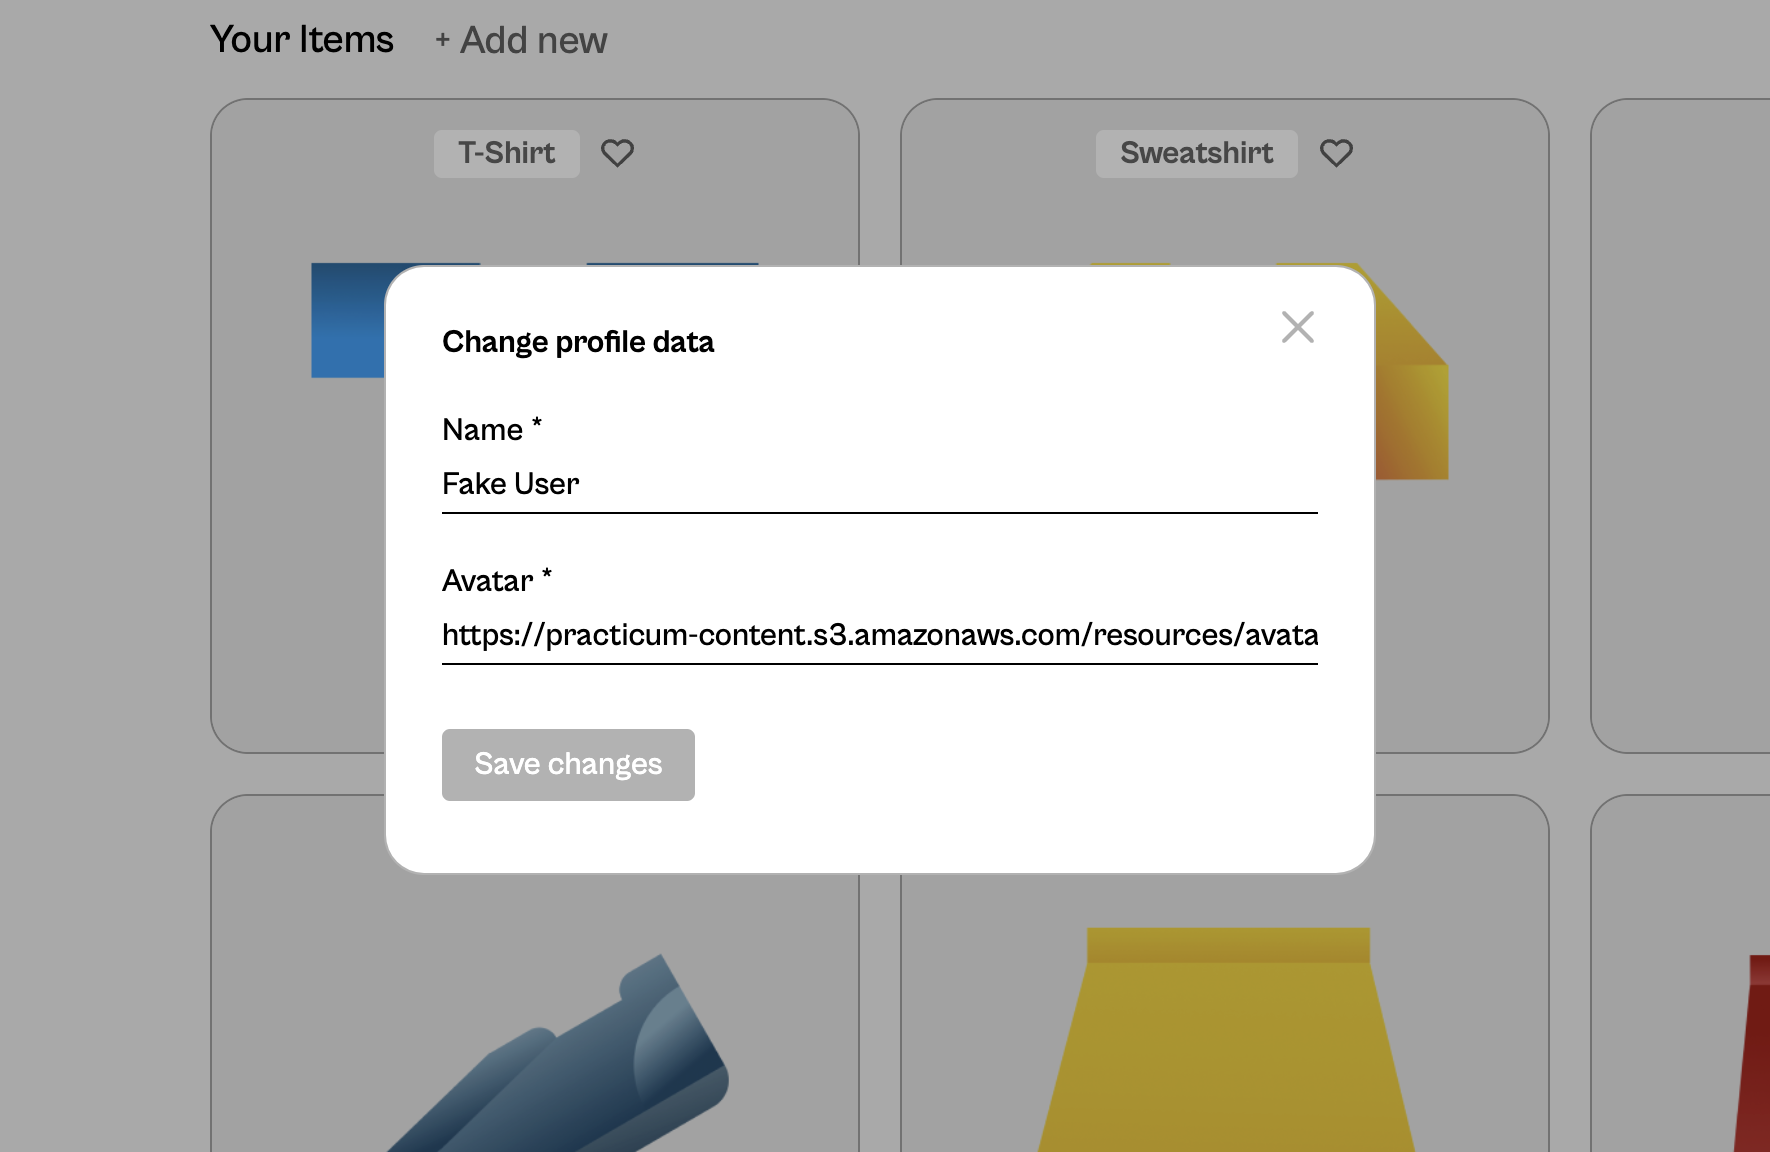 Your Items + Add new
T-Shirt
Sweatshirt
Change profile data
Name *
Fake User
Avatar *
https://practicum-content.s3.amazonaws.com/resources/avata
Save changes